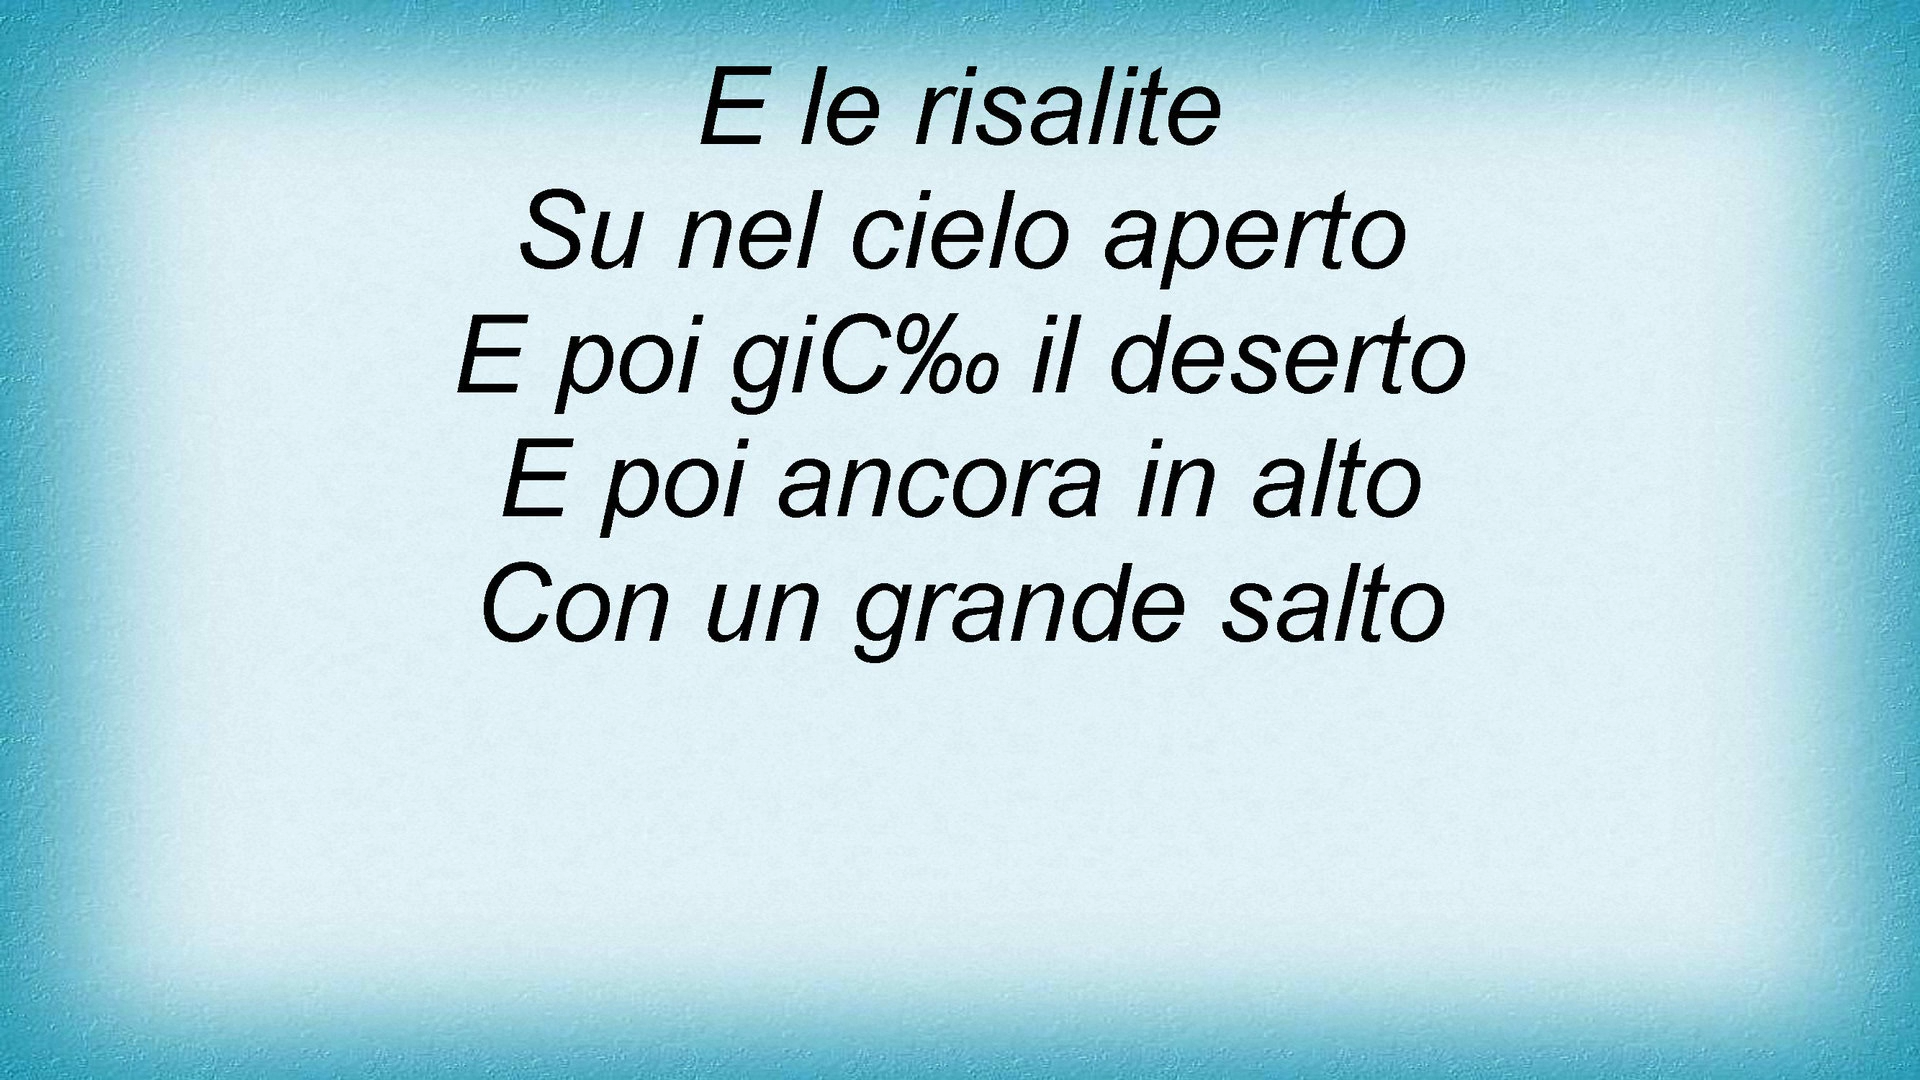 E le risalite
Su nel cielo aperto
E poi giC‰ il deserto
E poi ancora in alto
Con un grande salto